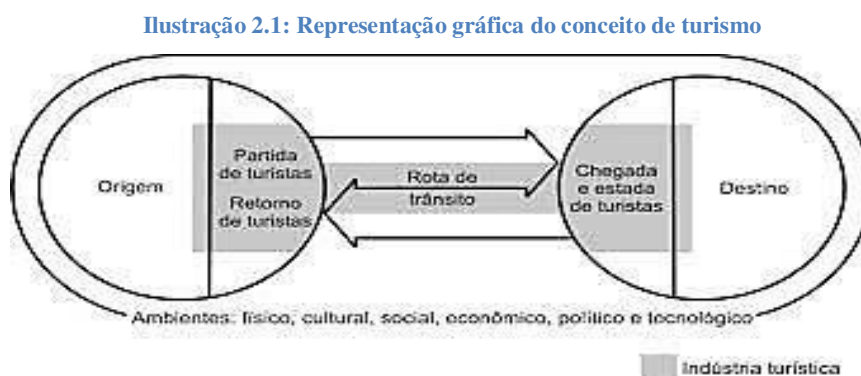 Ilustração 2.1: Representação gráfica do conceito de turismo
Origem
Partida
de turistas
Retorno
de turistas
Rota de
trânsito
Chegada
e estada
de turistas
Destino
Ambientes: físico, cultural, social, econômico, político e tecnológico
Indústria turística